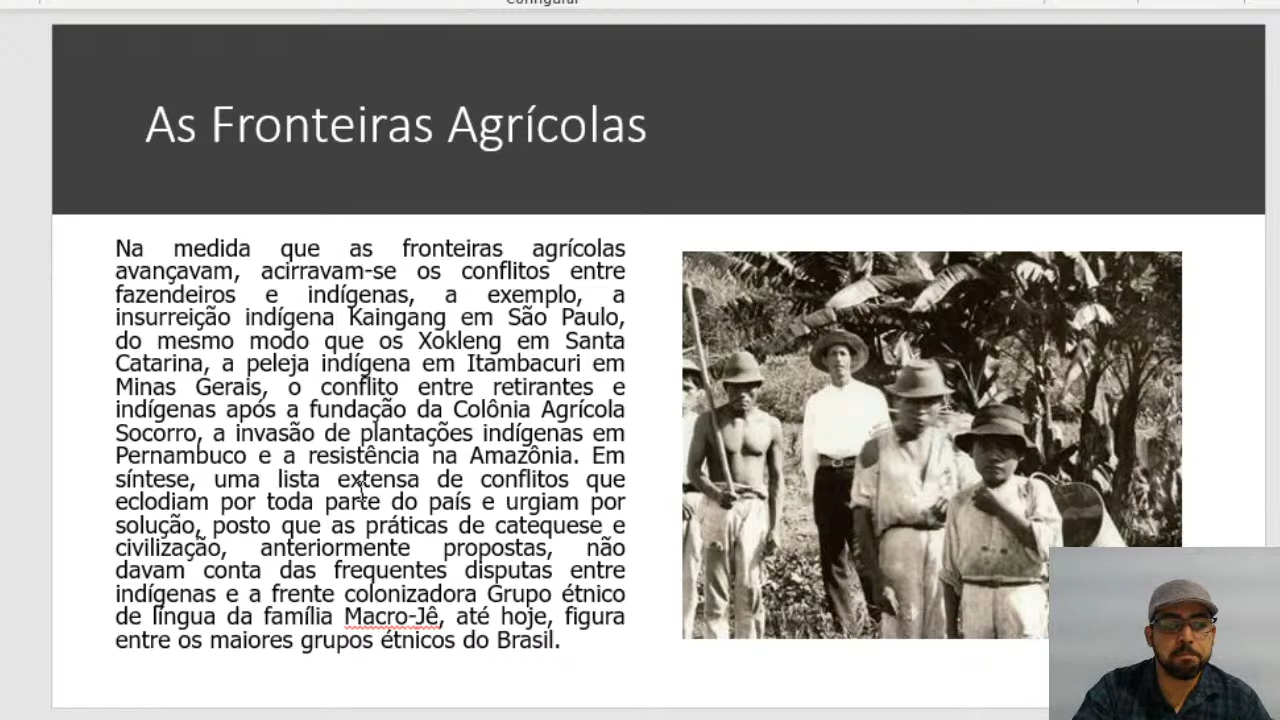 Configurar
As Fronteiras Agrícolas
Na medida que as fronteiras agrícolas
avançavam, acirravam-se os conflitos entre
fazendeiros e indígenas, a exemplo, a
insurreição indígena Kaingang em São Paulo,
do mesmo modo que os Xokleng em Santa
Catarina, a peleja indígena em Itambacuri em
Minas Gerais, o conflito entre retirantes e
indígenas após a fundação da Colônia Agrícola
Socorro, a invasão de plantações indígenas em
Pernambuco e a resistência na Amazônia. Em
síntese, uma lista extensa de conflitos que
eclodiam por toda parte do país e urgiam por
solução, posto que as práticas de catequese e
civilização, anteriormente propostas, não
davam conta das frequentes disputas entre
indígenas e a frente colonizadora Grupo étnico
de língua da família Macro-Jê, até hoje, figura
entre os maiores grupos étnicos do Brasil.